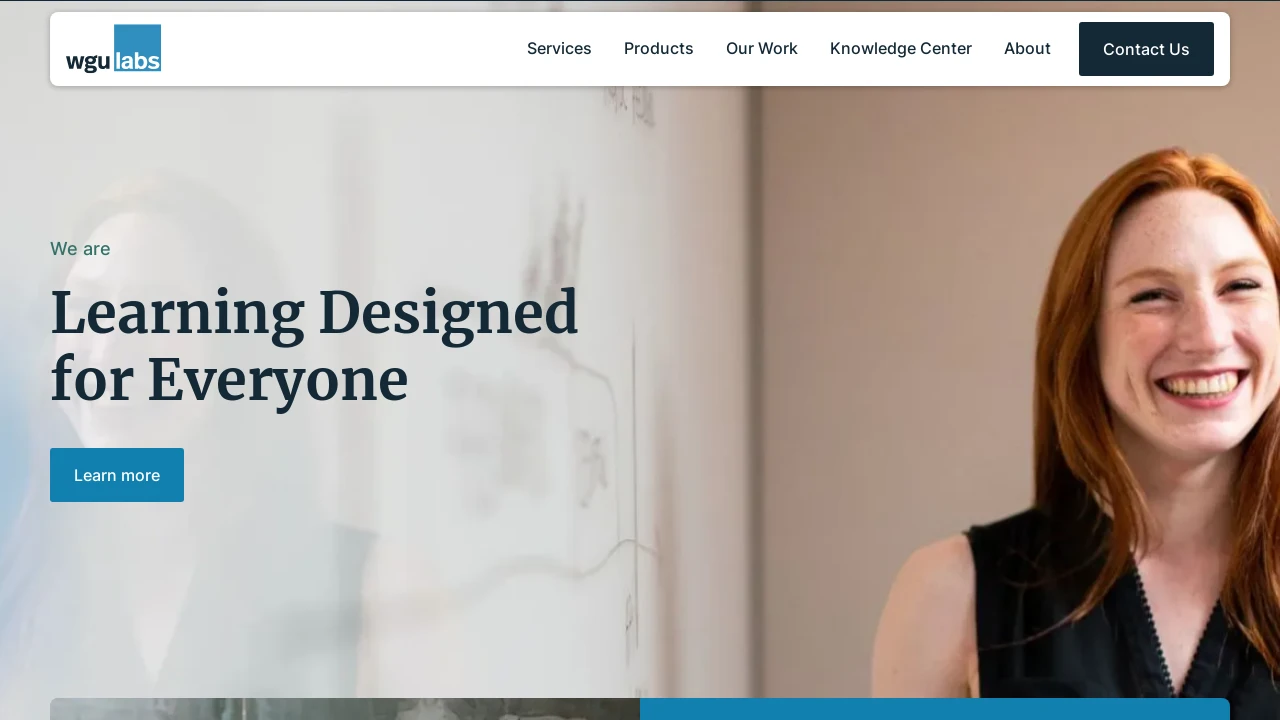 wgu labs
Services
Products
Our Work
Knowledge Center
About
Contact Us
We are
Learning Designed
for Everyone
Learn more